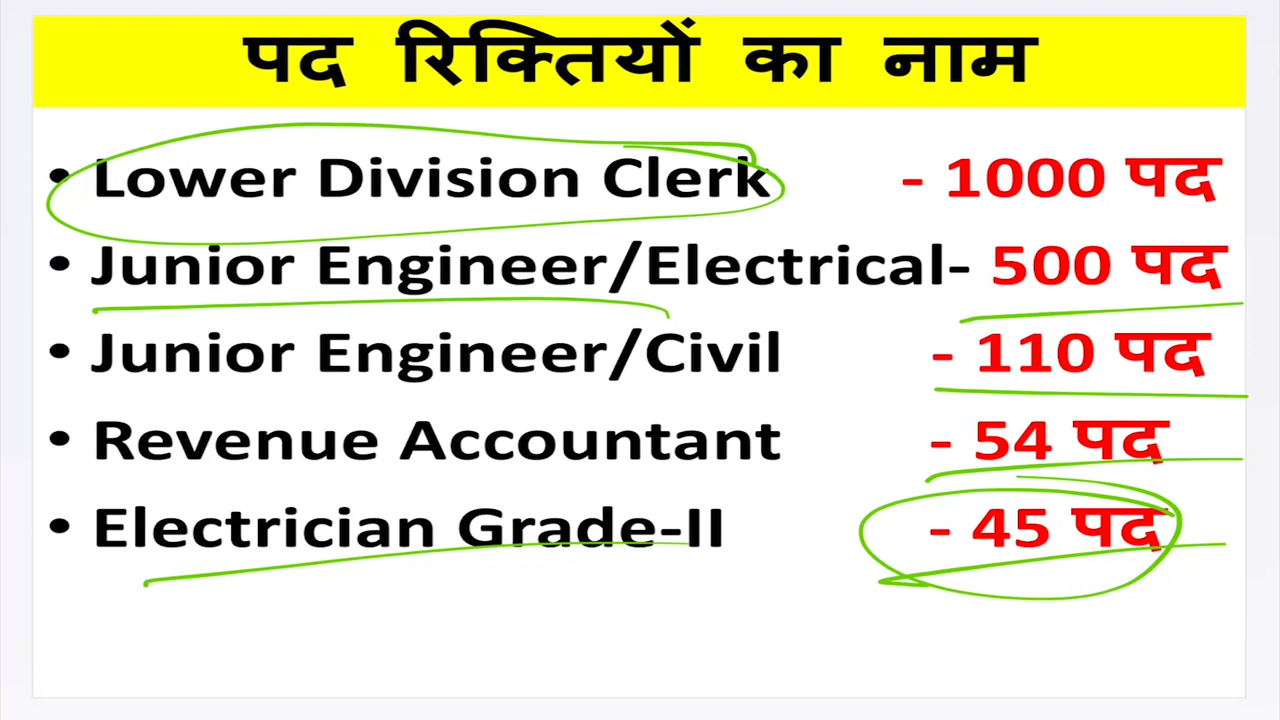 पद रिक्तियों का नाम
• Lower Division Clerk - 1000 पद
• Junior Engineer/Electrical- 500 पद
• Junior Engineer/Civil - 110 पद
• Revenue Accountant - 54 पद
• Electrician Grade-II - 45 पद